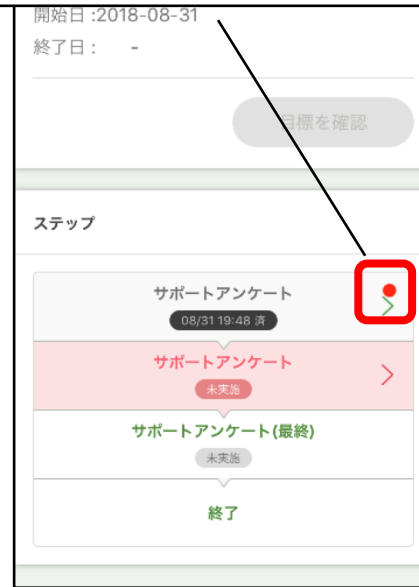 開始日 :2018-08-31
終了日 : -
目標を確認
ステップ
サポートアンケート
08/31 19:48 済
サポートアンケート
未実施
サポートアンケート(最終)
未実施
終了